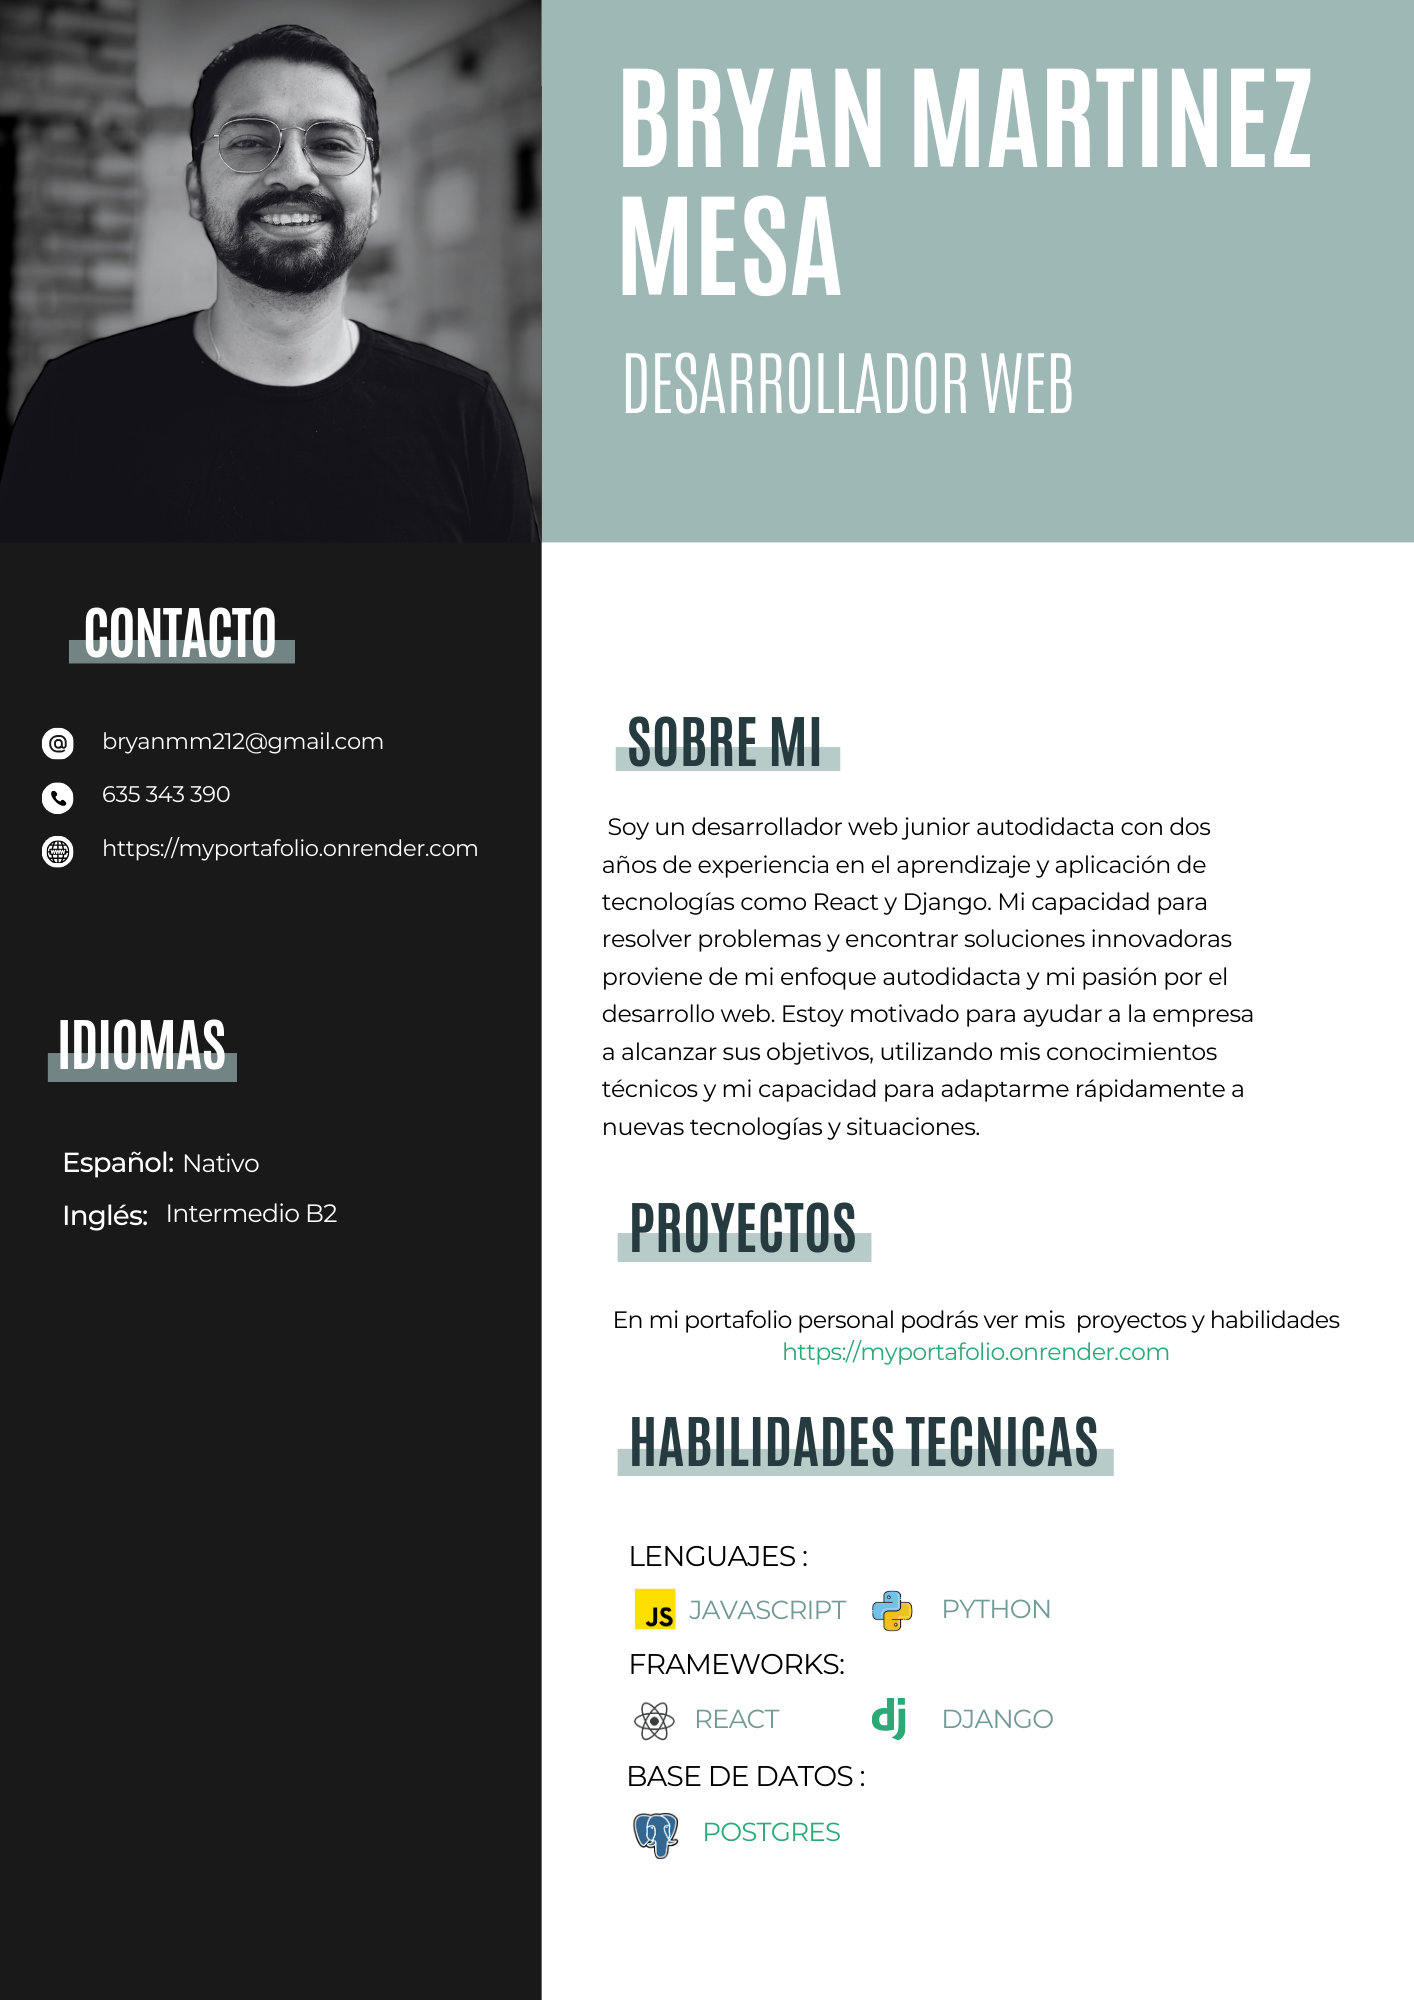 BRYAN MARTINEZ
MESA
DESARROLLADOR WEB
CONTACTO
bryanmm212@gmail.com
635 343 390
https://myportafolio.onrender.com
IDIOMAS
Español: Nativo
Inglés: Intermedio B2
SOBRE MI
Soy un desarrollador web junior autodidacta con dos
años de experiencia en el aprendizaje y aplicación de
tecnologías como React y Django. Mi capacidad para
resolver problemas y encontrar soluciones innovadoras
proviene de mi enfoque autodidacta y mi pasión por el
desarrollo web. Estoy motivado para ayudar a la empresa
a alcanzar sus objetivos, utilizando mis conocimientos
técnicos y mi capacidad para adaptarme rápidamente a
nuevas tecnologías y situaciones.
PROYECTOS
En mi portafolio personal podrás ver mis  proyectos y habilidades
https://myportafolio.onrender.com
HABILIDADES TECNICAS
LENGUAJES :
JS JAVASCRIPT PYTHON
FRAMEWORKS:
REACT dj DJANGO
BASE DE DATOS :
POSTGRES